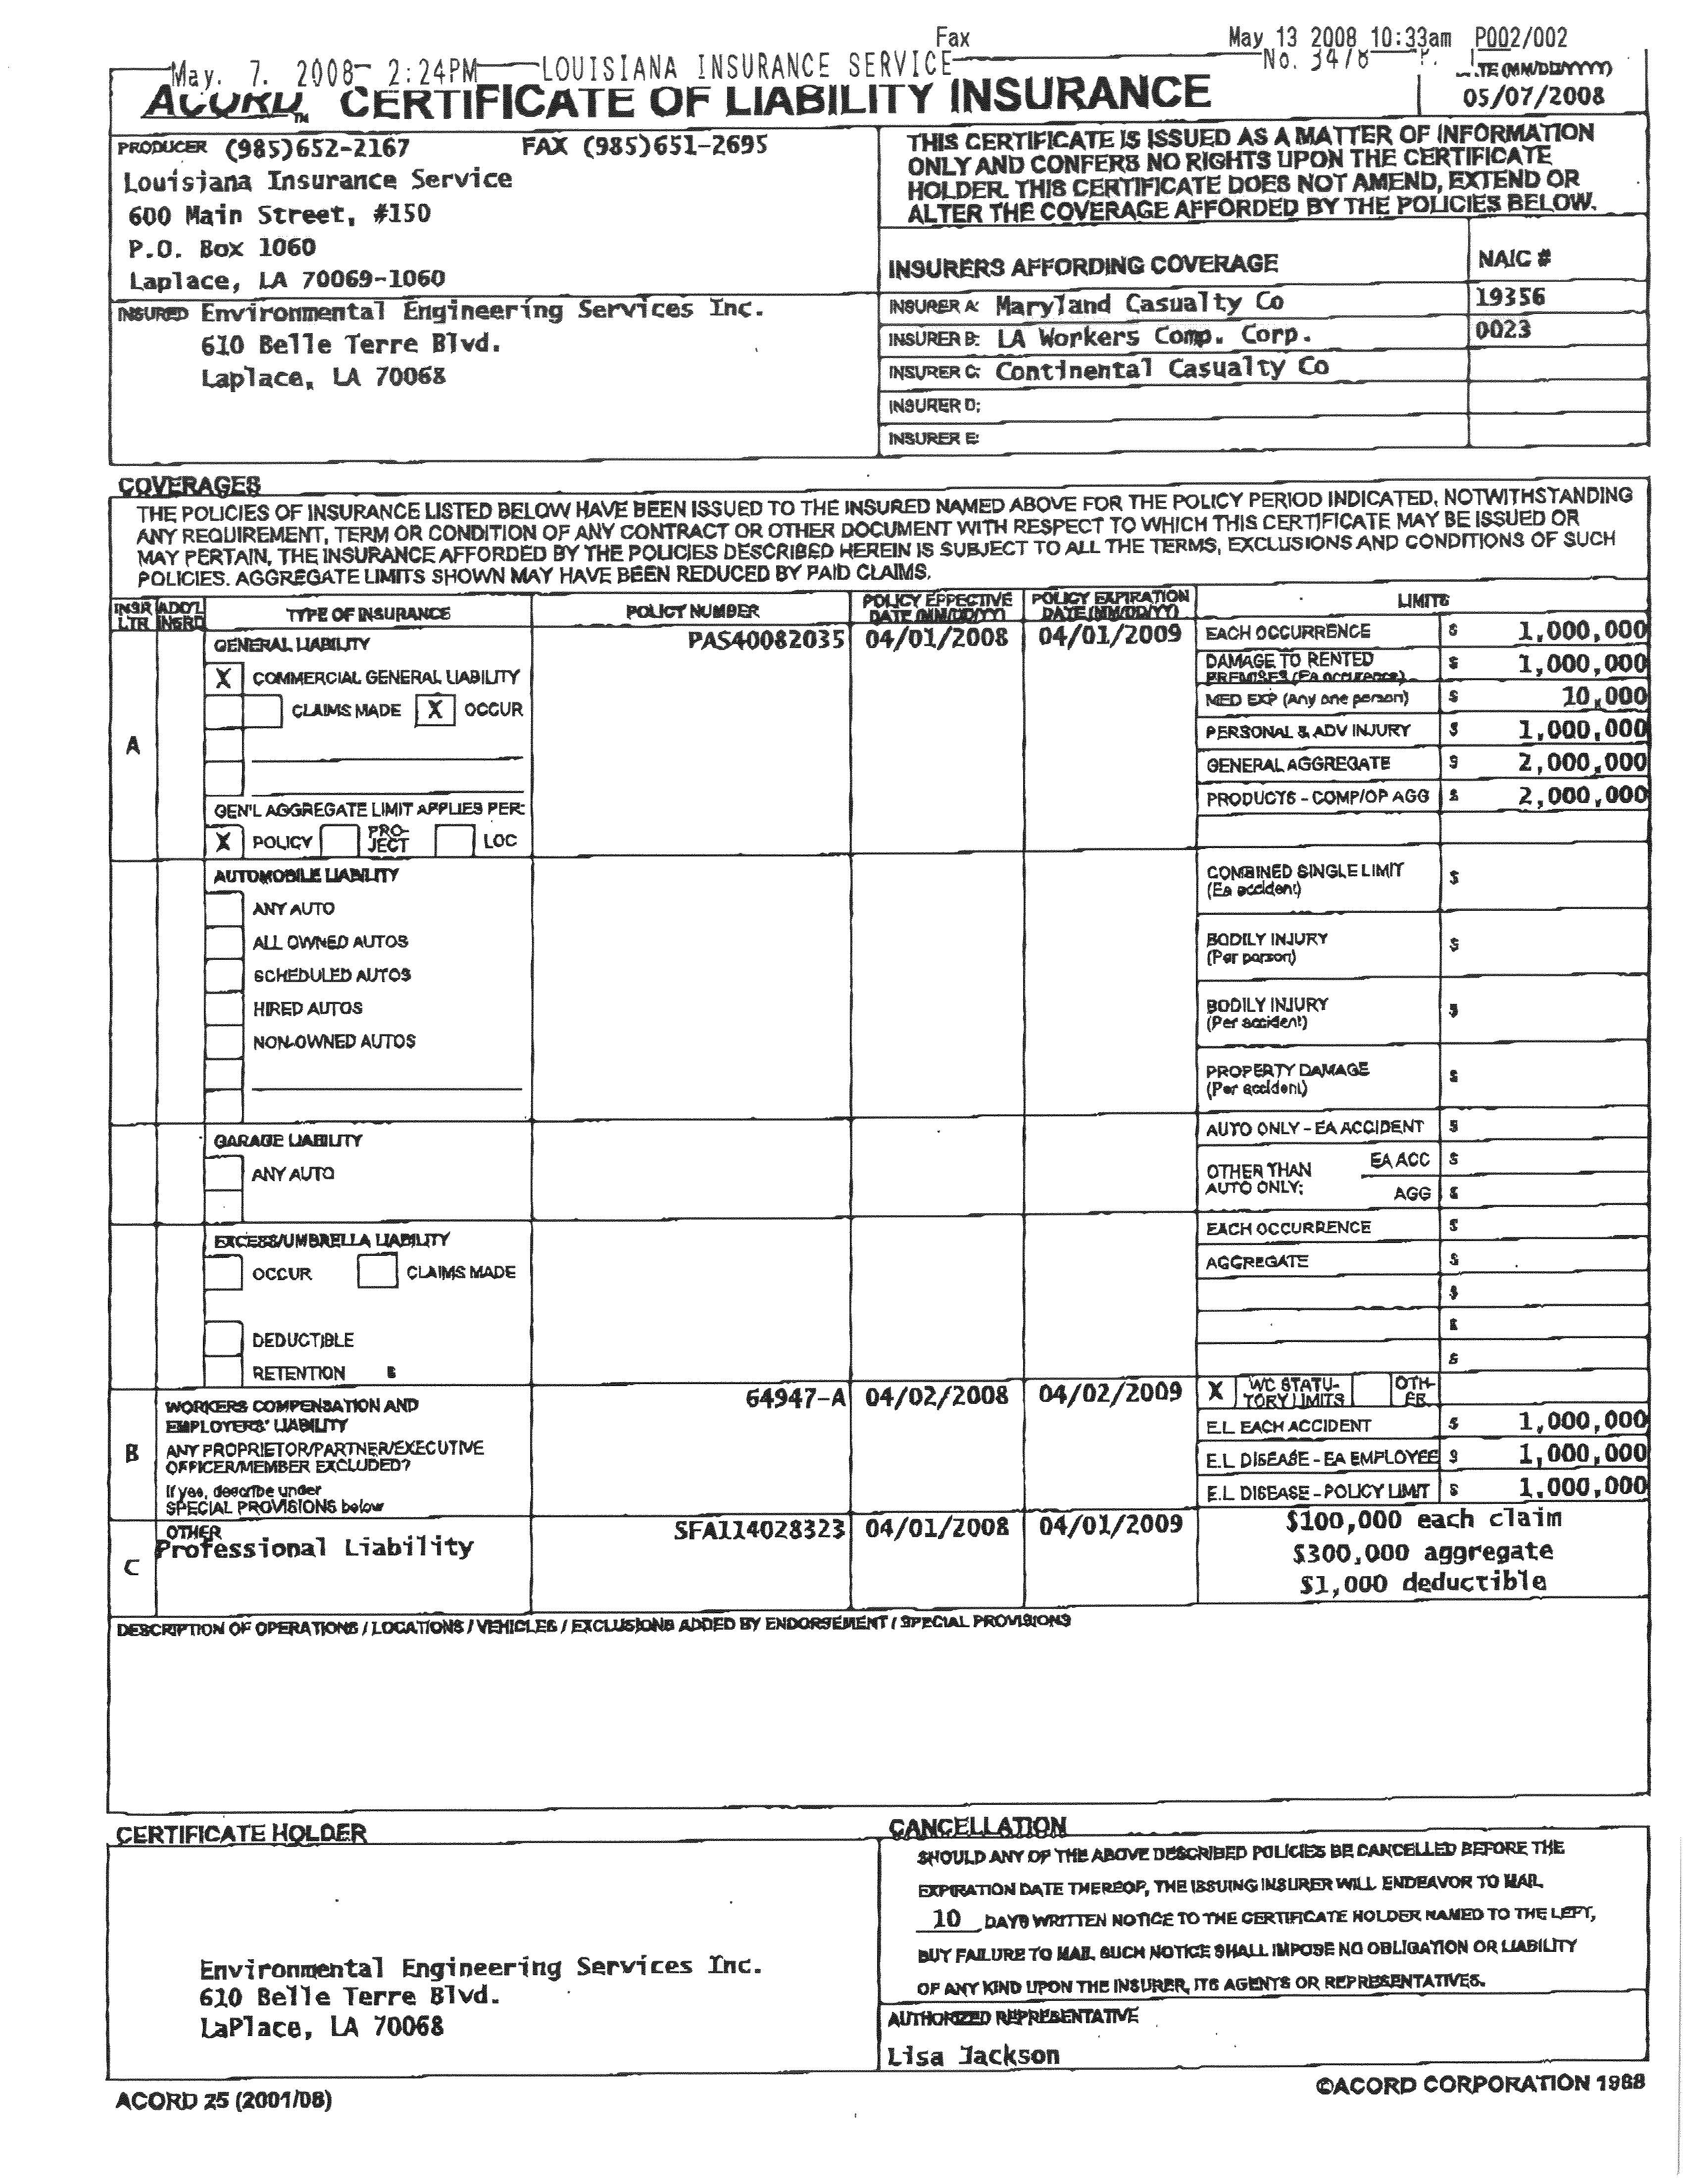 Fax May 13 2008 10:33am P002/002
May. 7. 2008 2:24PM LOUISIANA INSURANCE SERVICE No. 3478 P.
ACORD TM CERTIFICATE OF LIABILITY INSURANCE
DATE (MM/DD/YYYY)
05/07/2008
PRODUCER (985)652-2167 FAX (985)651-2695
Louisiana Insurance Service
600 Main Street, #150
P.O. Box 1060
Laplace, LA 70069-1060
THIS CERTIFICATE IS ISSUED AS A MATTER OF INFORMATION
ONLY AND CONFERS NO RIGHTS UPON THE CERTIFICATE
HOLDER. THIS CERTIFICATE DOES NOT AMEND, EXTEND OR
ALTER THE COVERAGE AFFORDED BY THE POLICIES BELOW.
INSURERS AFFORDING COVERAGE NAIC #
INSURED Environmental Engineering Services Inc.
610 Belle Terre Blvd.
Laplace, LA 70068
INSURER A: Maryland Casualty Co 19356
INSURER B: LA Workers Comp. Corp. 0023
INSURER C: Continental Casualty Co
INSURER D:
INSURER E:
COVERAGES
THE POLICIES OF INSURANCE LISTED BELOW HAVE BEEN ISSUED TO THE INSURED NAMED ABOVE FOR THE POLICY PERIOD INDICATED. NOTWITHSTANDING
ANY REQUIREMENT, TERM OR CONDITION OF ANY CONTRACT OR OTHER DOCUMENT WITH RESPECT TO WHICH THIS CERTIFICATE MAY BE ISSUED OR
MAY PERTAIN, THE INSURANCE AFFORDED BY THE POLICIES DESCRIBED HEREIN IS SUBJECT TO ALL THE TERMS, EXCLUSIONS AND CONDITIONS OF SUCH
POLICIES. AGGREGATE LIMITS SHOWN MAY HAVE BEEN REDUCED BY PAID CLAIMS.
INSR LTR ADD'L INSRD TYPE OF INSURANCE POLICY NUMBER POLICY EFFECTIVE DATE (MM/DD/YY) POLICY EXPIRATION DATE (MM/DD/YY) LIMITS
A GENERAL LIABILITY PAS40082035 04/01/2008 04/01/2009 EACH OCCURRENCE $ 1,000,000
X COMMERCIAL GENERAL LIABILITY DAMAGE TO RENTED PREMISES (Ea occurence) $ 1,000,000
CLAIMS MADE X OCCUR MED EXP (Any one person) $ 10,000
PERSONAL & ADV INJURY $ 1,000,000
GENERAL AGGREGATE $ 2,000,000
GEN'L AGGREGATE LIMIT APPLIES PER: PRODUCTS - COMP/OP AGG $ 2,000,000
X POLICY PROJECT LOC
AUTOMOBILE LIABILITY COMBINED SINGLE LIMIT (Ea accident) $
ANY AUTO
ALL OWNED AUTOS BODILY INJURY (Per person) $
SCHEDULED AUTOS
HIRED AUTOS BODILY INJURY (Per accident) $
NON-OWNED AUTOS
PROPERTY DAMAGE (Per accident) $
GARAGE LIABILITY AUTO ONLY - EA ACCIDENT $
ANY AUTO OTHER THAN AUTO ONLY: EA ACC $
AGG $
EXCESS/UMBRELLA LIABILITY EACH OCCURRENCE $
OCCUR CLAIMS MADE AGGREGATE $
$
DEDUCTIBLE $
RETENTION $ $
B WORKERS COMPENSATION AND EMPLOYERS' LIABILITY 64947-A 04/02/2008 04/02/2009 X WC STATUTORY LIMITS OTHER
E.L. EACH ACCIDENT $ 1,000,000
ANY PROPRIETOR/PARTNER/EXECUTIVE OFFICER/MEMBER EXCLUDED? E.L. DISEASE - EA EMPLOYEE $ 1,000,000
If yes, describe under SPECIAL PROVISIONS below E.L. DISEASE - POLICY LIMIT $ 1,000,000
C OTHER Professional Liability SFA114028323 04/01/2008 04/01/2009 $100,000 each claim
$300,000 aggregate
$1,000 deductible
DESCRIPTION OF OPERATIONS / LOCATIONS / VEHICLES / EXCLUSIONS ADDED BY ENDORSEMENT / SPECIAL PROVISIONS
CERTIFICATE HOLDER
Environmental Engineering Services Inc.
610 Belle Terre Blvd.
LaPlace, LA 70068
CANCELLATION
SHOULD ANY OF THE ABOVE DESCRIBED POLICIES BE CANCELLED BEFORE THE
EXPIRATION DATE THEREOF, THE ISSUING INSURER WILL ENDEAVOR TO MAIL
10 DAYS WRITTEN NOTICE TO THE CERTIFICATE HOLDER NAMED TO THE LEFT,
BUT FAILURE TO MAIL SUCH NOTICE SHALL IMPOSE NO OBLIGATION OR LIABILITY
OF ANY KIND UPON THE INSURER, ITS AGENTS OR REPRESENTATIVES.
AUTHORIZED REPRESENTATIVE
Lisa Jackson
ACORD 25 (2001/08) ©ACORD CORPORATION 1988